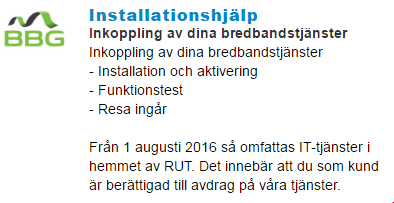 Installationshjälp
Inkoppling av dina bredbandstjänster
Inkoppling av dina bredbandstjänster
- Installation och aktivering
- Funktionstest
- Resa ingår
Från 1 augusti 2016 så omfattas IT-tjänster i
hemmet av RUT. Det innebär att du som kund
är berättigad till avdrag på våra tjänster.
BBG